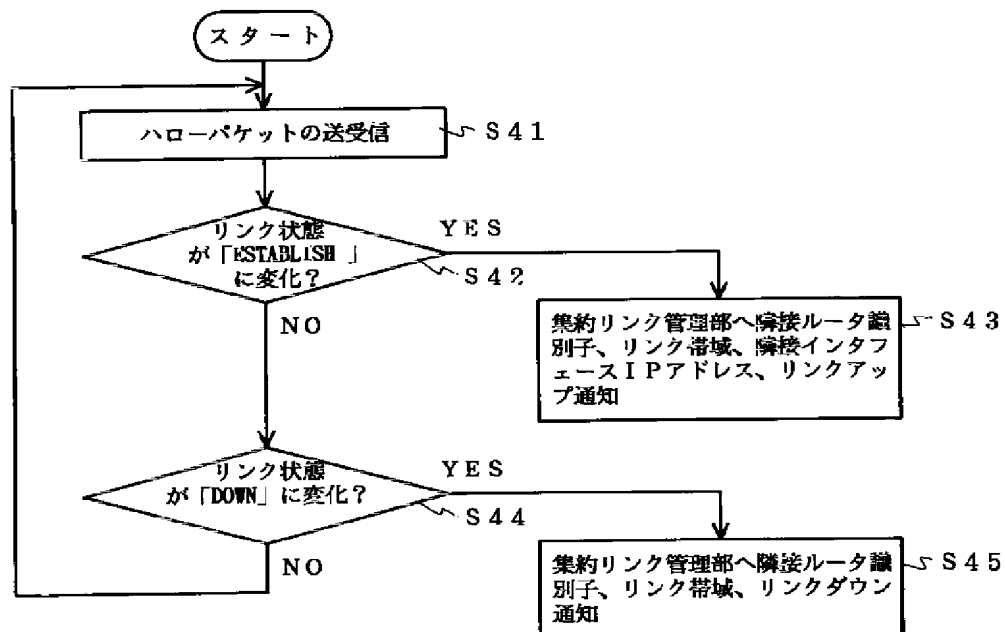 スタート
ハローパケットの送受信
S41
リンク状態
が「ESTABLISH 」
に変化?
YES
S42
NO
集約リンク管理部へ隣接ルータ識
別子、リンク帯域、隣接インタフ
ェースIPアドレス、リンクアッ
プ通知
S43
リンク状態
が「DOWN」に変化?
YES
S44
NO
集約リンク管理部へ隣接ルータ識
別子、リンク帯域、リンクダウン
通知
S45